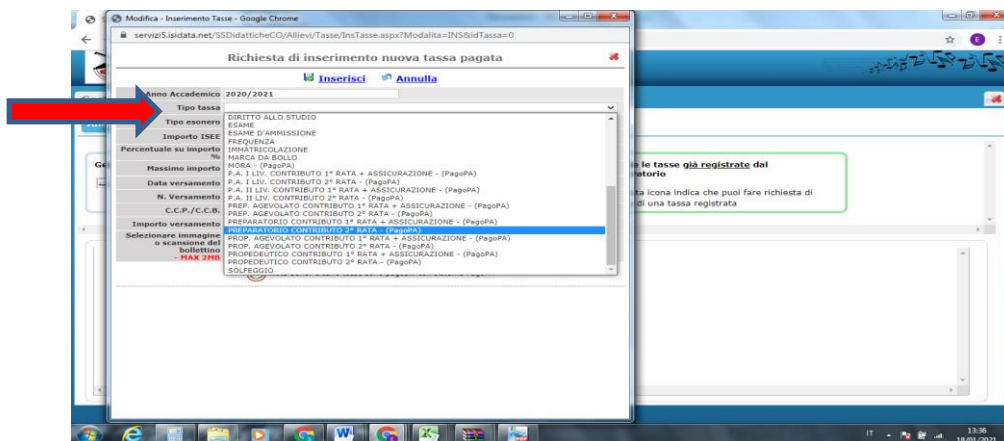 Modifica - Inserimento Tasse - Google Chrome
servizi5.isidata.net/SSDidatticheCO/Allievi/Tasse/InsTasse.aspx?Modalita=INS&idTassa=0
E
Richiesta di inserimento nuova tassa pagata
Inserisci Annulla
Anno Accademico 2020/2021
Tipo tassa
Tipo esonero
Importo ISEE
Percentuale su importo %
Massimo importo
Data versamento
N. Versamento
C.C.P./C.C.B.
Importo versamento
Selezionare immagine
o scansione del
bollettino
- MAX 2MB
DIRITTO ALLO STUDIO
ESAME
ESAME D'AMMISSIONE
FREQUENZA
IMMATRICOLAZIONE
MARCA DA BOLLO
MORA - (PagoPA)
P.A. I LIV. CONTRIBUTO 1° RATA + ASSICURAZIONE - (PagoPA)
P.A. I LIV. CONTRIBUTO 2° RATA - (PagoPA)
P.A. II LIV. CONTRIBUTO 1° RATA + ASSICURAZIONE - (PagoPA)
P.A. II LIV. CONTRIBUTO 2° RATA - (PagoPA)
PREP. AGEVOLATO CONTRIBUTO 1° RATA + ASSICURAZIONE - (PagoPA)
PREP. AGEVOLATO CONTRIBUTO 2° RATA - (PagoPA)
PREPARATORIO CONTRIBUTO 1° RATA + ASSICURAZIONE - (PagoPA)
PREPARATORIO CONTRIBUTO 2° RATA - (PagoPA)
PROP. AGEVOLATO CONTRIBUTO 1° RATA + ASSICURAZIONE - (PagoPA)
PROP. AGEVOLATO CONTRIBUTO 2° RATA - (PagoPA)
PROPEDEUTICO CONTRIBUTO 1° RATA + ASSICURAZIONE - (PagoPA)
PROPEDEUTICO CONTRIBUTO 2° RATA - (PagoPA)
SOLFEGGIO
Ge
le tasse già registrate dal
ratorio
ta icona indica che puoi fare richiesta di
di una tassa registrata
IT
13:36
18/01/2021